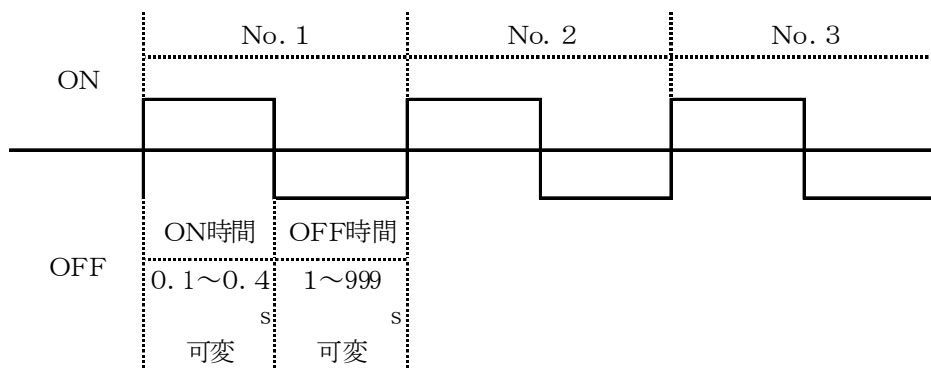 No. 1 No. 2 No. 3
ON
ON時間 OFF時間
OFF
0. 1～0. 4 1～999
s s
可変 可変